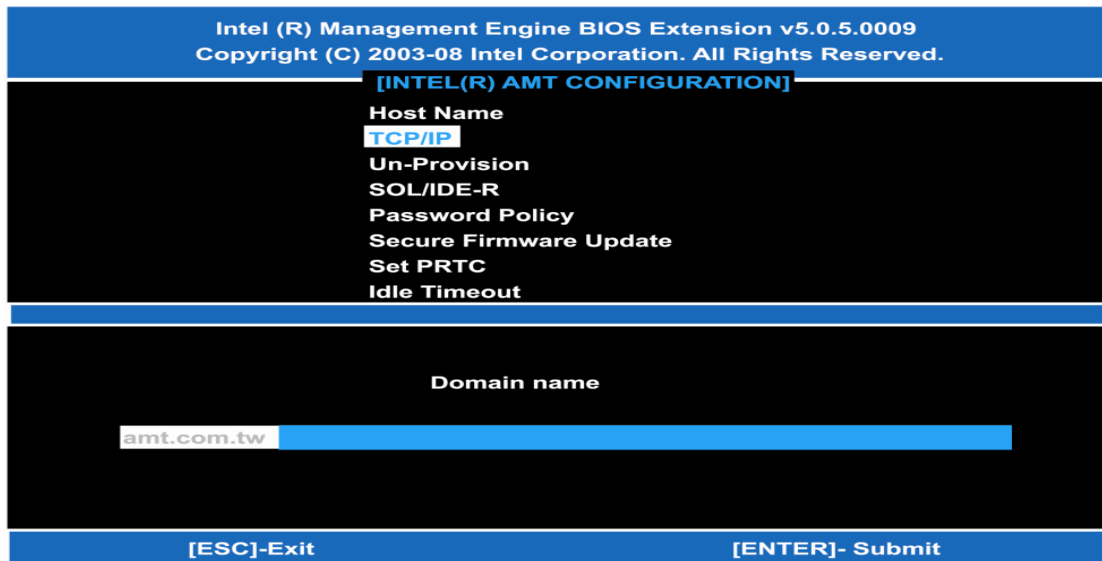 Intel (R) Management Engine BIOS Extension v5.0.5.0009
Copyright (C) 2003-08 Intel Corporation. All Rights Reserved.
[INTEL(R) AMT CONFIGURATION]
Host Name
TCP/IP
Un-Provision
SOL/IDE-R
Password Policy
Secure Firmware Update
Set PRTC
Idle Timeout
Domain name
amt.com.tw
[ESC]-Exit [ENTER]- Submit